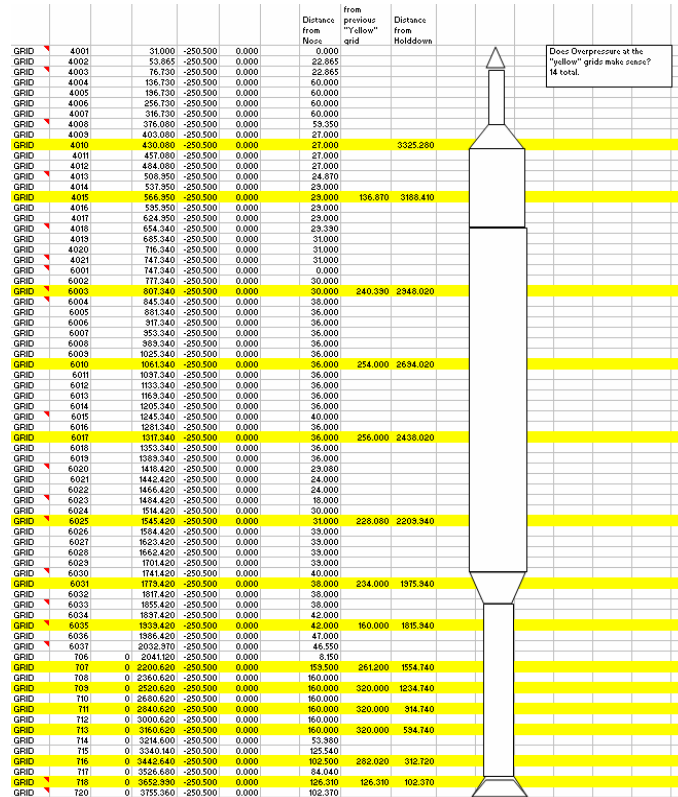 from
Distance previous Distance
from "Yellow" from
Nose grid Holddown
Does Overpressure at the
"yellow" grids make sense?
14 total.
GRID 4001 31.000 -250.500 0.000 0.000
GRID 4002 53.865 -250.500 0.000 22.865
GRID 4003 76.730 -250.500 0.000 22.865
GRID 4004 136.730 -250.500 0.000 60.000
GRID 4005 196.730 -250.500 0.000 60.000
GRID 4006 256.730 -250.500 0.000 60.000
GRID 4007 316.730 -250.500 0.000 60.000
GRID 4008 376.080 -250.500 0.000 59.350
GRID 4009 403.080 -250.500 0.000 27.000
GRID 4010 430.080 -250.500 0.000 27.000 3325.280
GRID 4011 457.080 -250.500 0.000 27.000
GRID 4012 484.080 -250.500 0.000 27.000
GRID 4013 508.950 -250.500 0.000 24.870
GRID 4014 537.950 -250.500 0.000 29.000
GRID 4015 566.950 -250.500 0.000 29.000 136.870 3188.410
GRID 4016 595.950 -250.500 0.000 29.000
GRID 4017 624.950 -250.500 0.000 29.000
GRID 4018 654.340 -250.500 0.000 29.390
GRID 4019 685.340 -250.500 0.000 31.000
GRID 4020 716.340 -250.500 0.000 31.000
GRID 4021 747.340 -250.500 0.000 31.000
GRID 6001 747.340 -250.500 0.000 0.000
GRID 6002 777.340 -250.500 0.000 30.000
GRID 6003 807.340 -250.500 0.000 30.000 240.390 2948.020
GRID 6004 845.340 -250.500 0.000 38.000
GRID 6005 881.340 -250.500 0.000 36.000
GRID 6006 917.340 -250.500 0.000 36.000
GRID 6007 953.340 -250.500 0.000 36.000
GRID 6008 989.340 -250.500 0.000 36.000
GRID 6009 1025.340 -250.500 0.000 36.000
GRID 6010 1061.340 -250.500 0.000 36.000 254.000 2694.020
GRID 6011 1097.340 -250.500 0.000 36.000
GRID 6012 1133.340 -250.500 0.000 36.000
GRID 6013 1169.340 -250.500 0.000 36.000
GRID 6014 1205.340 -250.500 0.000 36.000
GRID 6015 1245.340 -250.500 0.000 40.000
GRID 6016 1281.340 -250.500 0.000 36.000
GRID 6017 1317.340 -250.500 0.000 36.000 256.000 2438.020
GRID 6018 1353.340 -250.500 0.000 36.000
GRID 6019 1389.340 -250.500 0.000 36.000
GRID 6020 1418.420 -250.500 0.000 29.080
GRID 6021 1442.420 -250.500 0.000 24.000
GRID 6022 1466.420 -250.500 0.000 24.000
GRID 6023 1484.420 -250.500 0.000 18.000
GRID 6024 1514.420 -250.500 0.000 30.000
GRID 6025 1545.420 -250.500 0.000 31.000 228.080 2209.940
GRID 6026 1584.420 -250.500 0.000 39.000
GRID 6027 1623.420 -250.500 0.000 39.000
GRID 6028 1662.420 -250.500 0.000 39.000
GRID 6029 1701.420 -250.500 0.000 39.000
GRID 6030 1741.420 -250.500 0.000 40.000
GRID 6031 1779.420 -250.500 0.000 38.000 234.000 1975.940
GRID 6032 1817.420 -250.500 0.000 38.000
GRID 6033 1855.420 -250.500 0.000 38.000
GRID 6034 1897.420 -250.500 0.000 42.000
GRID 6035 1939.420 -250.500 0.000 42.000 160.000 1815.940
GRID 6036 1986.420 -250.500 0.000 47.000
GRID 6037 2032.970 -250.500 0.000 46.550
GRID 706 0 2041.120 -250.500 0.000 8.150
GRID 707 0 2200.620 -250.500 0.000 159.500 261.200 1554.740
GRID 708 0 2360.620 -250.500 0.000 160.000
GRID 709 0 2520.620 -250.500 0.000 160.000 320.000 1234.740
GRID 710 0 2680.620 -250.500 0.000 160.000
GRID 711 0 2840.620 -250.500 0.000 160.000 320.000 914.740
GRID 712 0 3000.620 -250.500 0.000 160.000
GRID 713 0 3160.620 -250.500 0.000 160.000 320.000 594.740
GRID 714 0 3214.600 -250.500 0.000 53.980
GRID 715 0 3340.140 -250.500 0.000 125.540
GRID 716 0 3442.640 -250.500 0.000 102.500 282.020 312.720
GRID 717 0 3526.680 -250.500 0.000 84.040
GRID 718 0 3652.990 -250.500 0.000 126.310 126.310 102.370
GRID 720 0 3755.360 -250.500 0.000 102.370